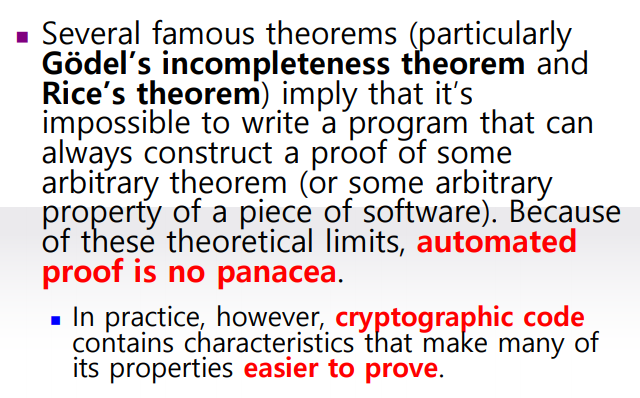 Several famous theorems (particularly
Gödel's incompleteness theorem and
Rice's theorem) imply that it's
impossible to write a program that can
always construct a proof of some
arbitrary theorem (or some arbitrary
property of a piece of software). Because
of these theoretical limits, automated
proof is no panacea.
In practice, however, cryptographic code
contains characteristics that make many of
its properties easier to prove.